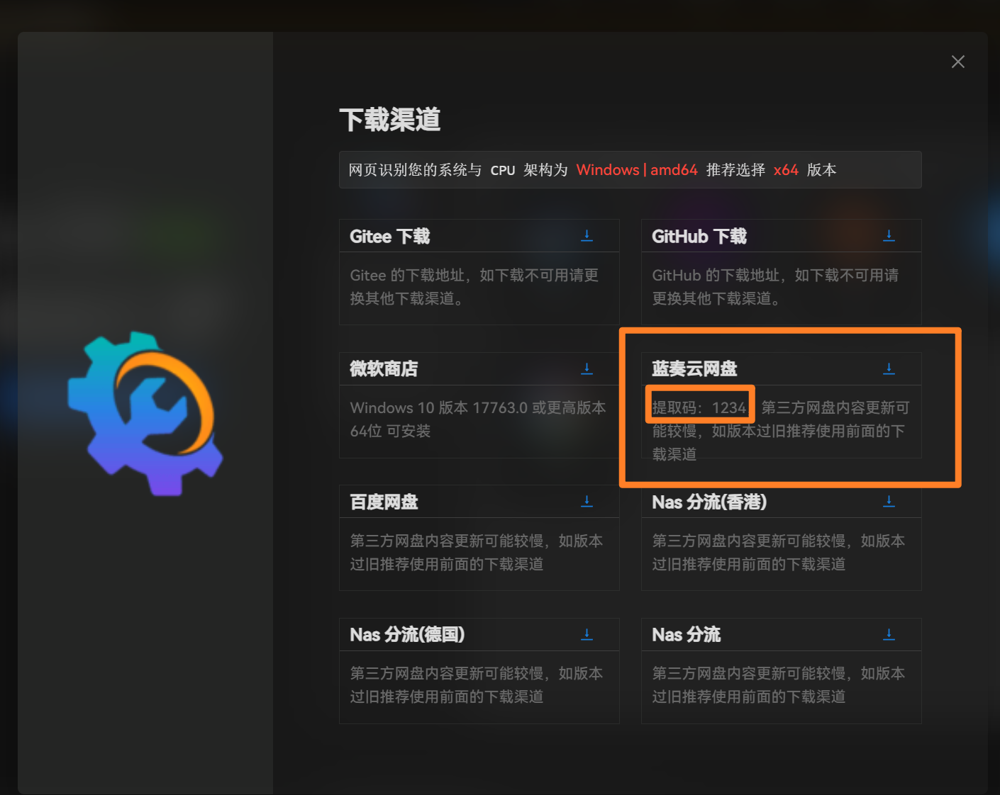 下载渠道
网页识别您的系统与 CPU 架构为 Windows | amd64 推荐选择 x64 版本
Gitee 下载
Gitee 的下载地址，如下载不可用请更
换其他下载渠道。
GitHub 下载
GitHub 的下载地址，如下载不可用请
更换其他下载渠道。
微软商店
Windows 10 版本 17763.0 或更高版本
64位 可安装
蓝奏云网盘
提取码：1234 第三方网盘内容更新可
能较慢，如版本过旧推荐使用前面的下
载渠道
百度网盘
第三方网盘内容更新可能较慢，如版本
过旧推荐使用前面的下载渠道
Nas 分流(香港)
第三方网盘内容更新可能较慢，如版本
过旧推荐使用前面的下载渠道
Nas 分流(德国)
第三方网盘内容更新可能较慢，如版本
过旧推荐使用前面的下载渠道
Nas 分流
第三方网盘内容更新可能较慢，如版本
过旧推荐使用前面的下载渠道